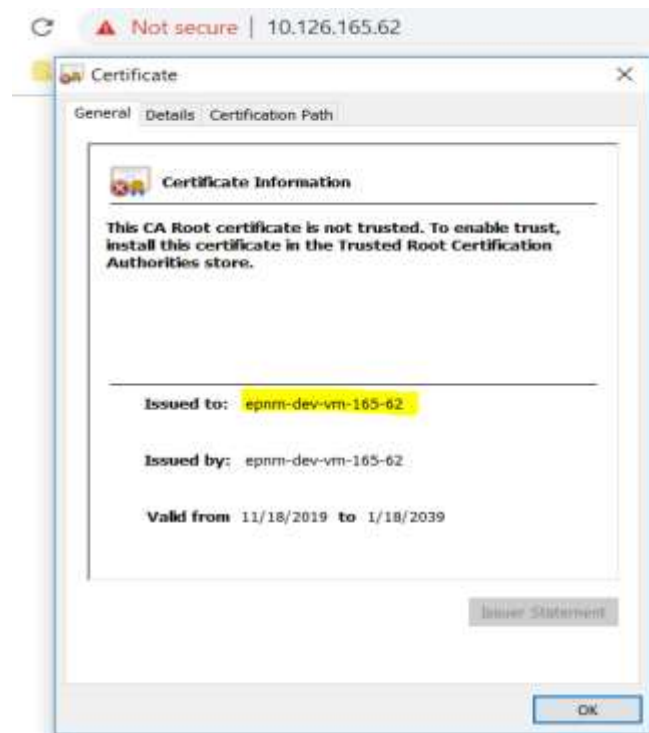 Not secure | 10.126.165.62
Certificate
General Details Certification Path
Certificate Information
This CA Root certificate is not trusted. To enable trust,
install this certificate in the Trusted Root Certification
Authorities store.
Issued to: epnm-dev-vm-165-62
Issued by: epnm-dev-vm-165-62
Valid from 11/18/2019 to 1/18/2039
Issuer Statement
OK